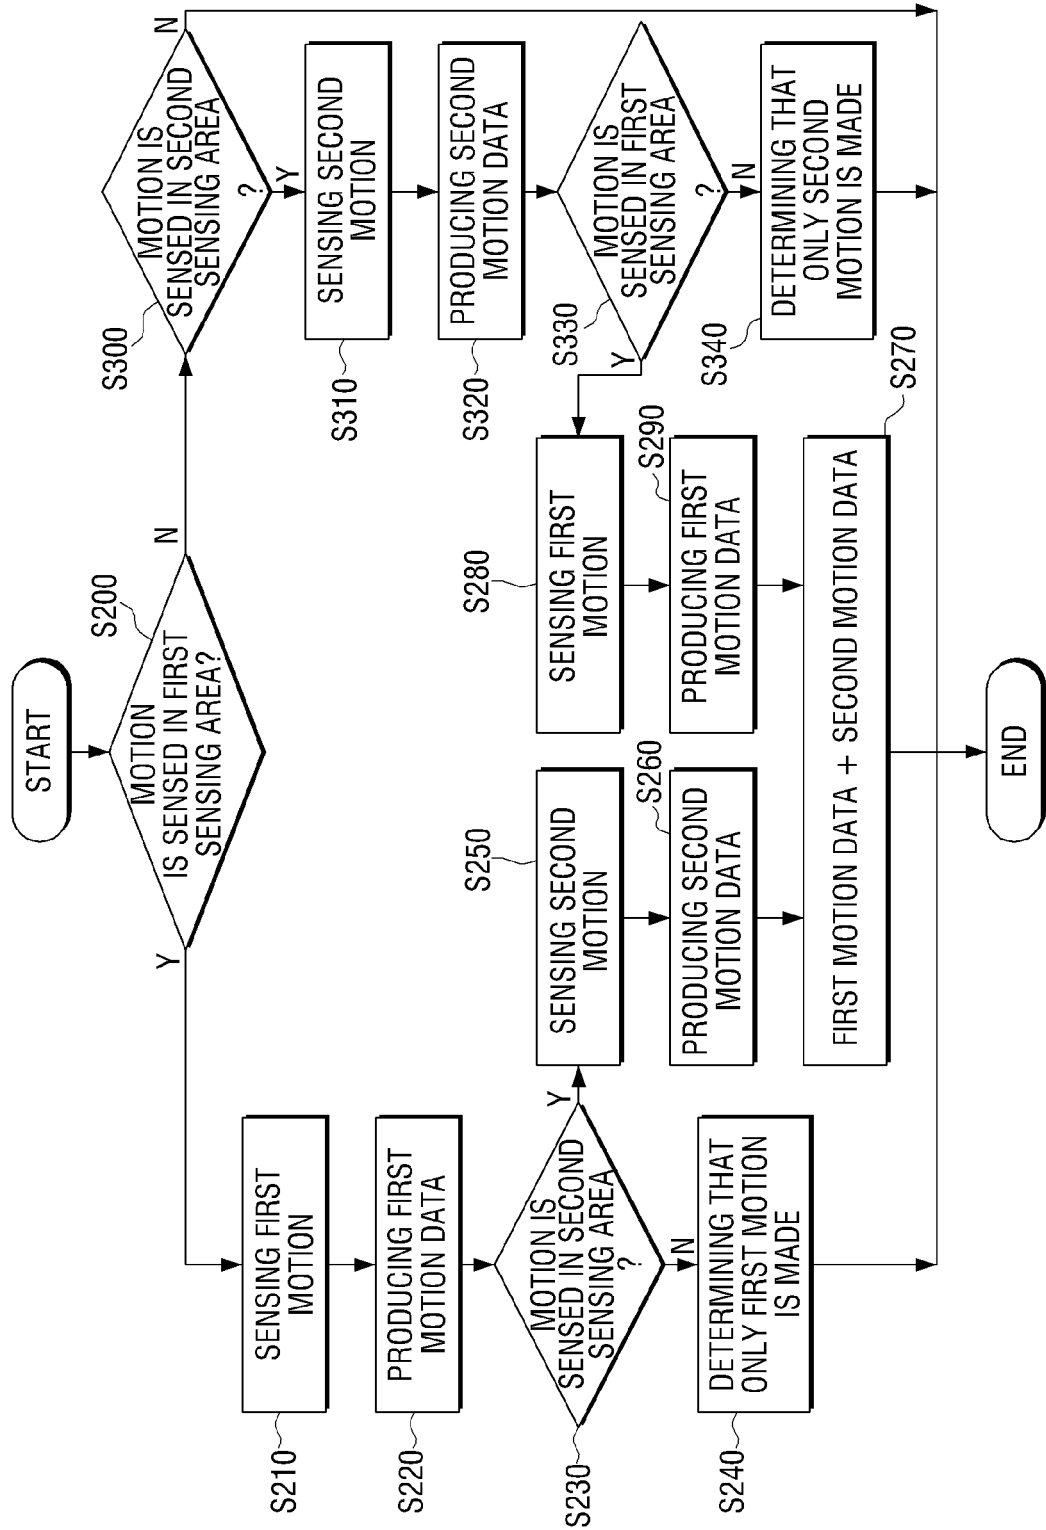 START
S200
MOTION
IS SENSED IN FIRST
SENSING AREA?
Y
N
S210
SENSING FIRST
MOTION
S220
PRODUCING FIRST
MOTION DATA
S230
MOTION IS
SENSED IN SECOND
SENSING AREA
?
Y
N
S240
DETERMINING THAT
ONLY FIRST MOTION
IS MADE
S250
SENSING SECOND
MOTION
S260
PRODUCING SECOND
MOTION DATA
S280
SENSING FIRST
MOTION
S290
PRODUCING FIRST
MOTION DATA
S270
FIRST MOTION DATA + SECOND MOTION DATA
S300
MOTION IS
SENSED IN SECOND
SENSING AREA
?
N
Y
S310
SENSING SECOND
MOTION
S320
PRODUCING SECOND
MOTION DATA
S330
MOTION IS
SENSED IN FIRST
SENSING AREA
?
Y
N
S340
DETERMINING THAT
ONLY SECOND
MOTION IS MADE
END